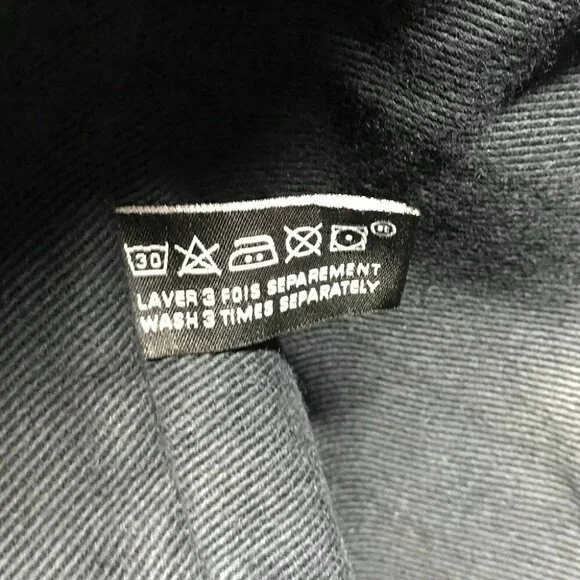 30
LAVER 3 FOIS SEPAREMENT
WASH 3 TIMES SEPARATELY